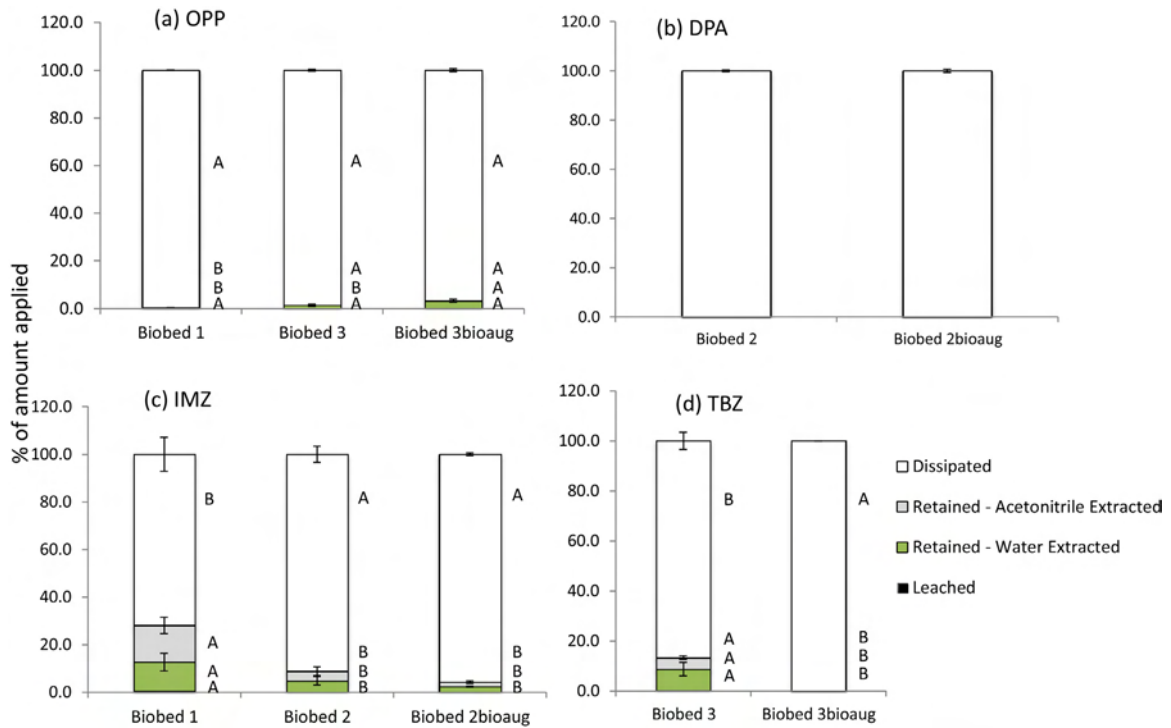 (a) OPP
120.0
100.0
80.0
60.0
40.0
20.0
0.0
A
B
B
A
A
A
B
A
A
A
A
A
Biobed 1
Biobed 3
Biobed 3bioaug
(b) DPA
120.0
100.0
80.0
60.0
40.0
20.0
0.0
Biobed 2
Biobed 2bioaug
% of amount applied
(c) IMZ
120.0
100.0
80.0
60.0
40.0
20.0
0.0
B
A
A
A
A
B
B
B
A
B
B
B
Biobed 1
Biobed 2
Biobed 2bioaug
(d) TBZ
120.0
100.0
80.0
60.0
40.0
20.0
0.0
B
A
A
A
A
B
B
B
Biobed 3
Biobed 3bioaug
Dissipated
Retained - Acetonitrile Extracted
Retained - Water Extracted
Leached